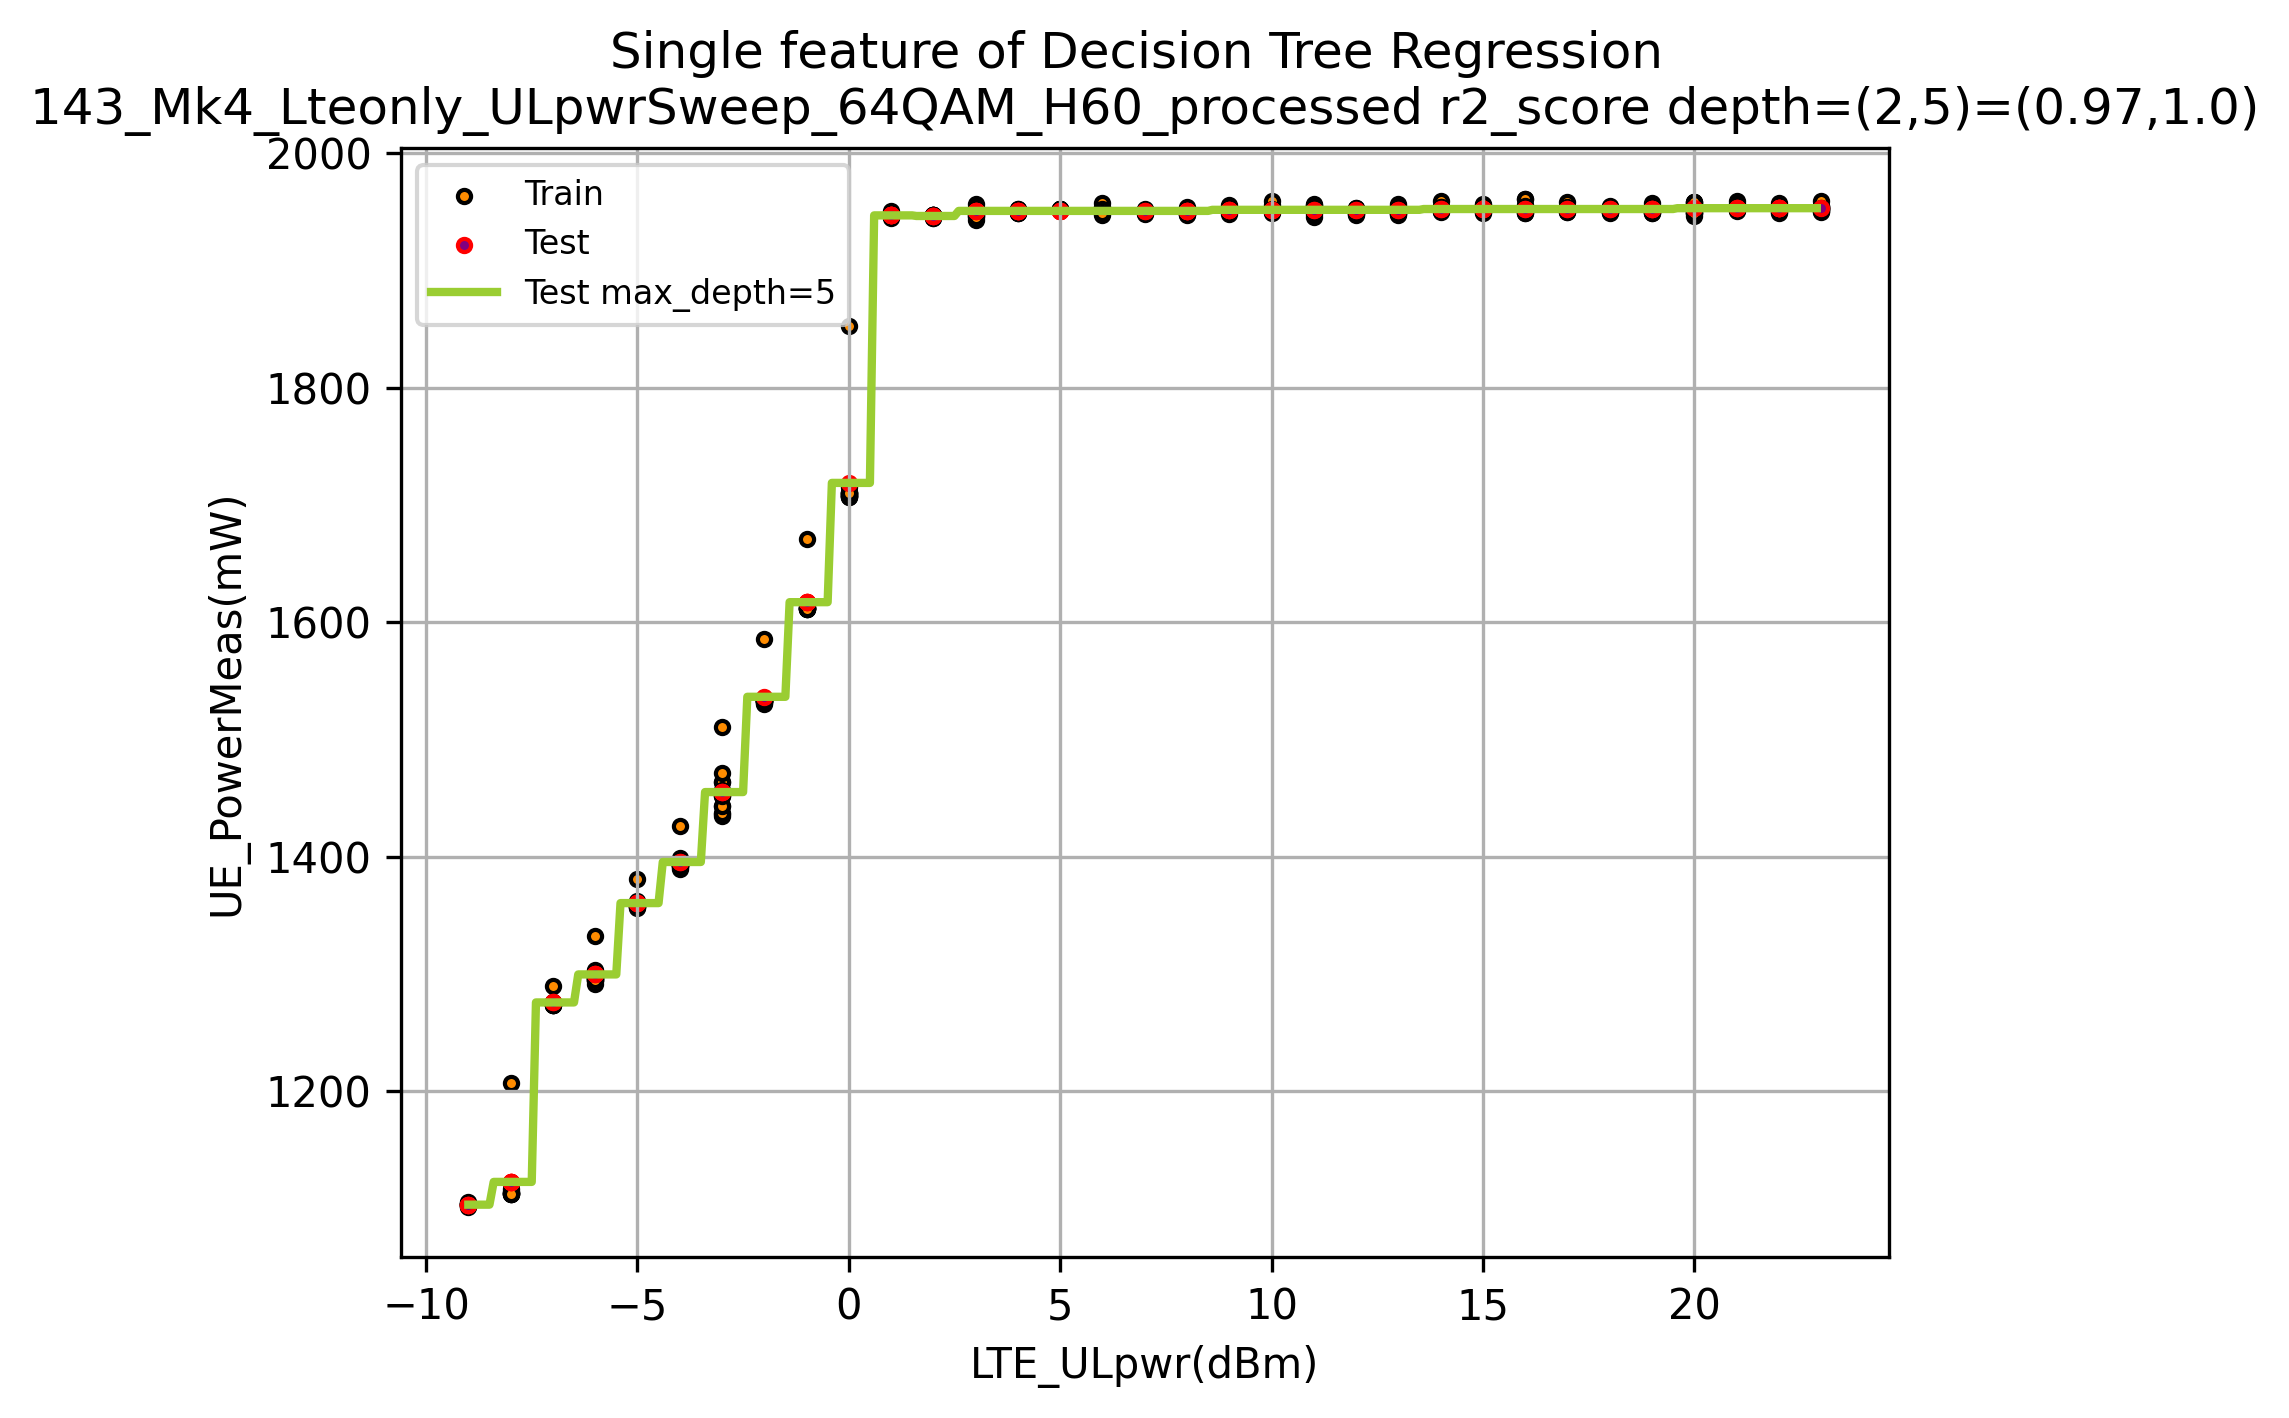 Single feature of Decision Tree Regression
143_Mk4_Lteonly_ULpwrSweep_64QAM_H60_processed r2_score depth=(2,5)=(0.97,1.0)
Train
Test
Test max_depth=5
2000
1800
1600
1400
1200
UE_PowerMeas(mW)
−10 −5 0 5 10 15 20
LTE_ULpwr(dBm)